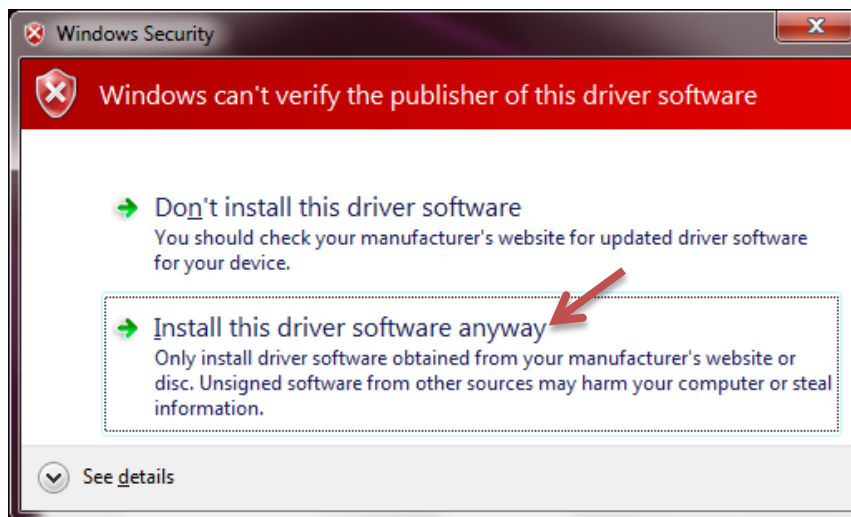 Windows Security
Windows can't verify the publisher of this driver software
Don't install this driver software
You should check your manufacturer's website for updated driver software
for your device.
Install this driver software anyway
Only install driver software obtained from your manufacturer's website or
disc. Unsigned software from other sources may harm your computer or steal
information.
See details